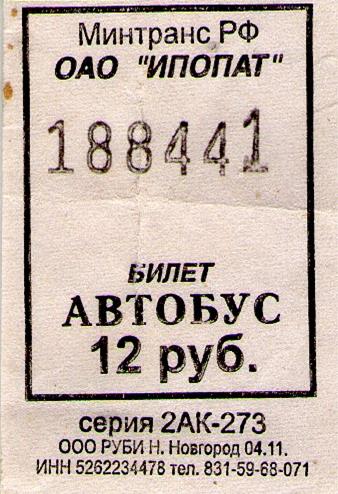 Минтранс РФ
ОАО "ИПОПАТ"
188441
БИЛЕТ
АВТОБУС
12 руб.
серия 2АК-273
ООО РУБИ Н. Новгород 04.11.
ИНН 5262234478 тел. 831-59-68-071